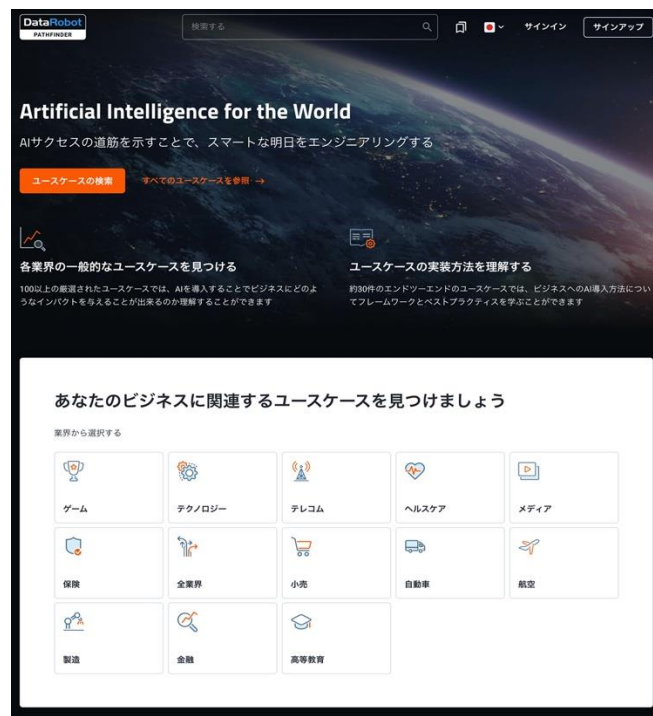 DataRobot
PATHFINDER
検索する
サインイン
サインアップ
Artificial Intelligence for the World
AIサクセスの道筋を示すことで、スマートな明日をエンジニアリングする
ユースケースの検索
すべてのユースケースを参照 →
各業界の一般的なユースケースを見つける
100以上の厳選されたユースケースでは、AIを導入することでビジネスにどのよ
うなインパクトを与えることが出来るのか理解することができます
ユースケースの実装方法を理解する
約30件のエンドツーエンドのユースケースでは、ビジネスへのAI導入方法につい
てフレームワークとベストプラクティスを学ぶことができます
あなたのビジネスに関連するユースケースを見つけましょう
業界から選択する
ゲーム
テクノロジー
テレコム
ヘルスケア
メディア
保険
全業界
小売
自動車
航空
製造
金融
高等教育